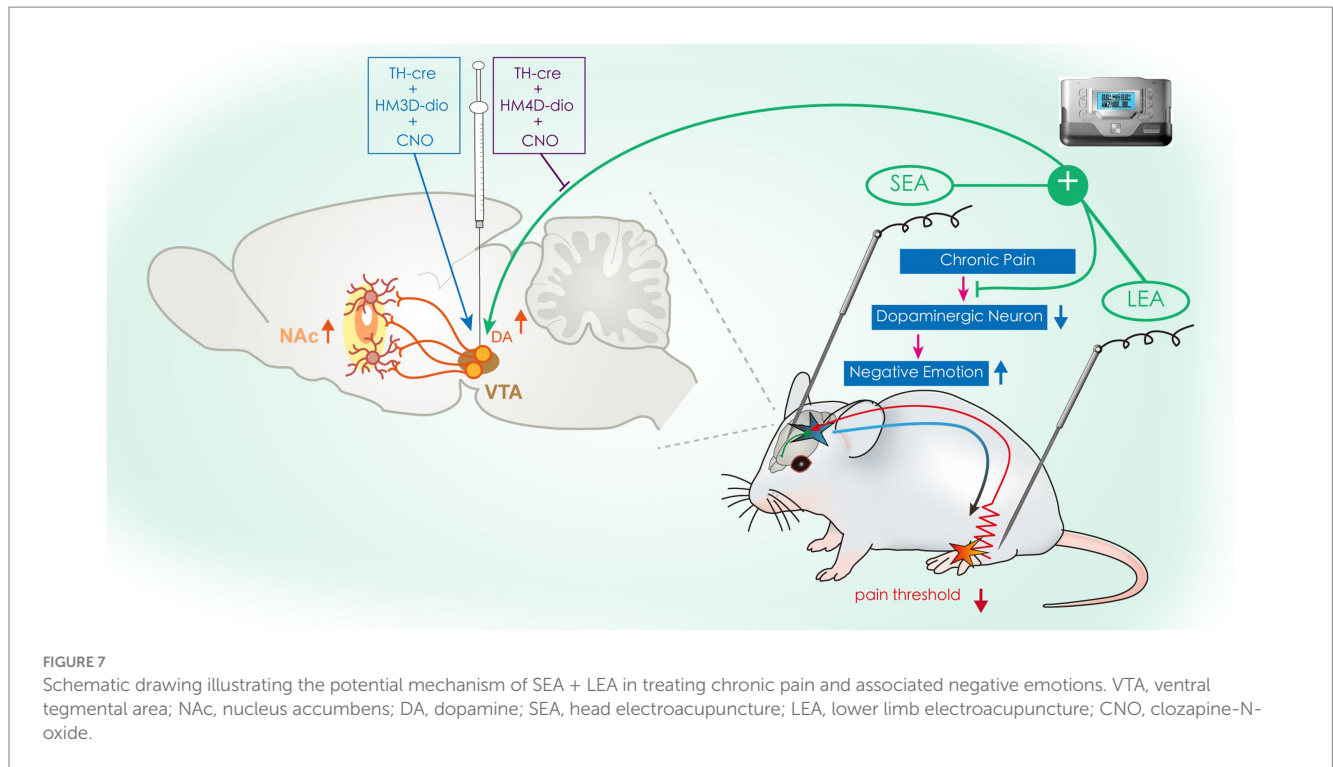 TH-cre
+
HM3D-dio
+
CNO
TH-cre
+
HM4D-dio
+
CNO
SEA
+
LEA
Chronic Pain
Dopaminergic Neuron
Negative Emotion
NAc
DA
VTA
pain threshold
FIGURE 7
Schematic drawing illustrating the potential mechanism of SEA + LEA in treating chronic pain and associated negative emotions. VTA, ventral
tegmental area; NAc, nucleus accumbens; DA, dopamine; SEA, head electroacupuncture; LEA, lower limb electroacupuncture; CNO, clozapine-N-
oxide.